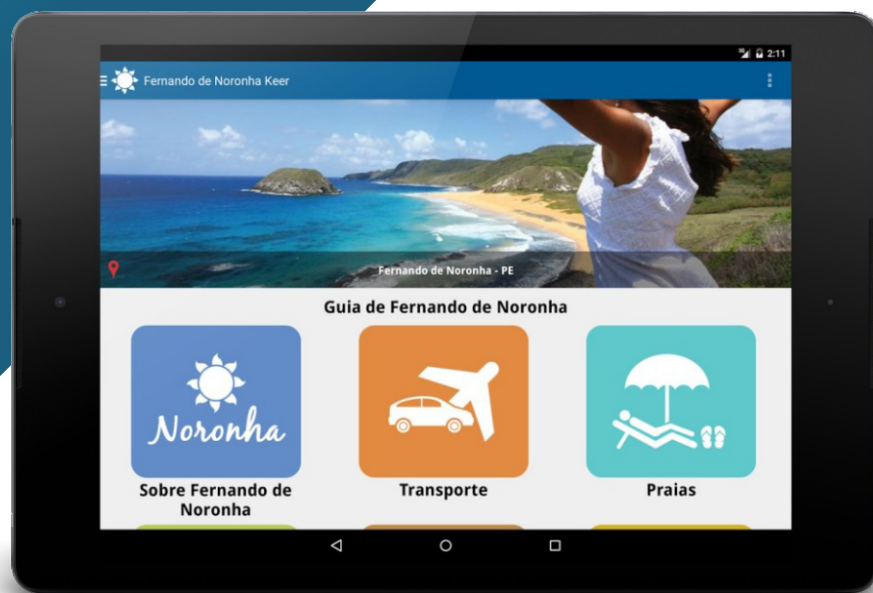 3G 2:11
Fernando de Noronha Keer
Fernando de Noronha - PE
Guia de Fernando de Noronha
Noronha
Sobre Fernando de
Noronha
Transporte
Praias